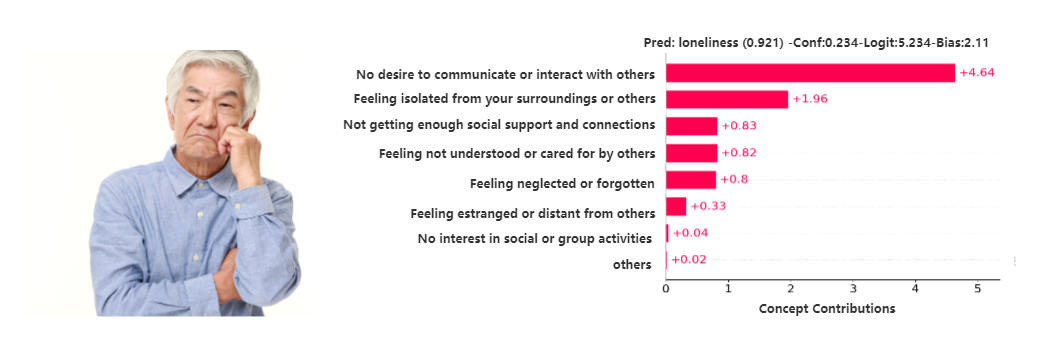 Pred: loneliness (0.921) -Conf:0.234-Logit:5.234-Bias:2.11
No desire to communicate or interact with others +4.64
Feeling isolated from your surroundings or others +1.96
Not getting enough social support and connections +0.83
Feeling not understood or cared for by others +0.82
Feeling neglected or forgotten +0.8
Feeling estranged or distant from others +0.33
No interest in social or group activities +0.04
others +0.02
0 1 2 3 4 5
Concept Contributions